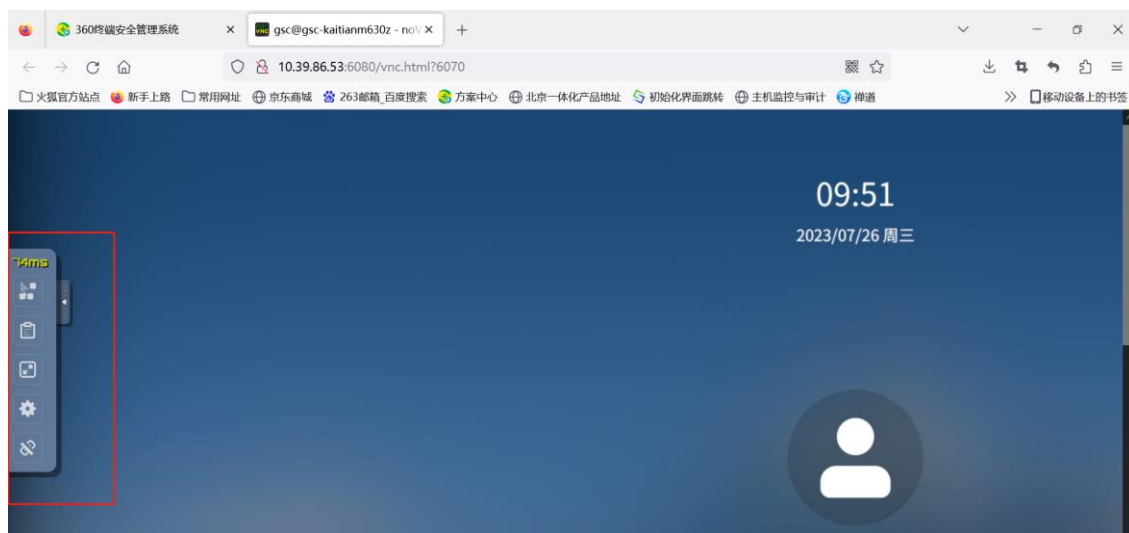 360终端安全管理系统 × VNC gsc@gsc-kaitianm630z - noV × +
10.39.86.53:6080/vnc.html?6070
火狐官方站点 新手上路 常用网址 京东商城 263邮箱_百度搜索 方案中心 北京一体化产品地址 初始化界面跳转 主机监控与审计 禅道 >> 移动设备上的书签
09:51
2023/07/26 周三
74ms